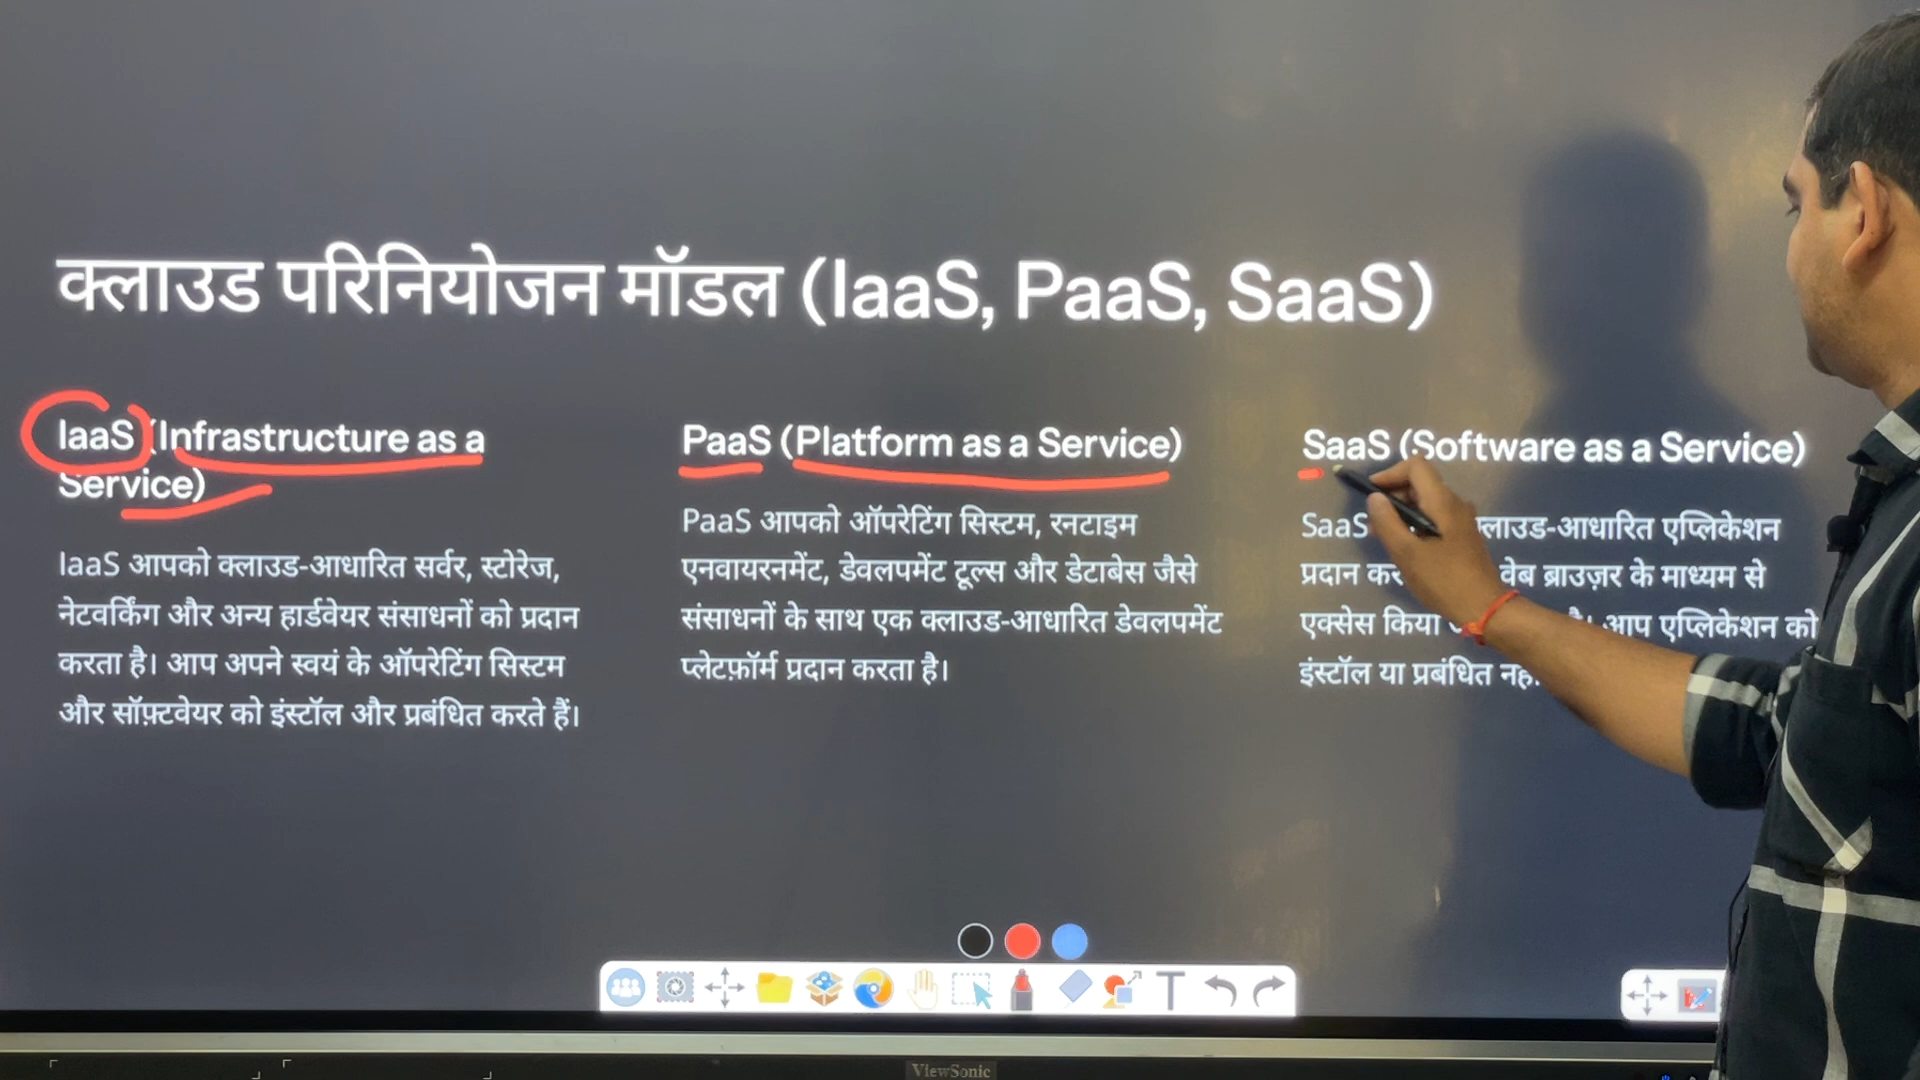 क्लाउड परिनियोजन मॉडल (IaaS, PaaS, SaaS)
IaaS (Infrastructure as a
Service)
IaaS आपको क्लाउड-आधारित सर्वर, स्टोरेज,
नेटवर्किंग और अन्य हार्डवेयर संसाधनों को प्रदान
करता है। आप अपने स्वयं के ऑपरेटिंग सिस्टम
और सॉफ़्टवेयर को इंस्टॉल और प्रबंधित करते हैं।
PaaS (Platform as a Service)
PaaS आपको ऑपरेटिंग सिस्टम, रनटाइम
एनवायरनमेंट, डेवलपमेंट टूल्स और डेटाबेस जैसे
संसाधनों के साथ एक क्लाउड-आधारित डेवलपमेंट
प्लेटफ़ॉर्म प्रदान करता है।
SaaS (Software as a Service)
SaaS क्लाउड-आधारित एप्लिकेशन
प्रदान वेब ब्राउज़र के माध्यम से
एक्सेस किया है। आप एप्लिकेशन को
इंस्टॉल या प्रबंधित
ViewSonic